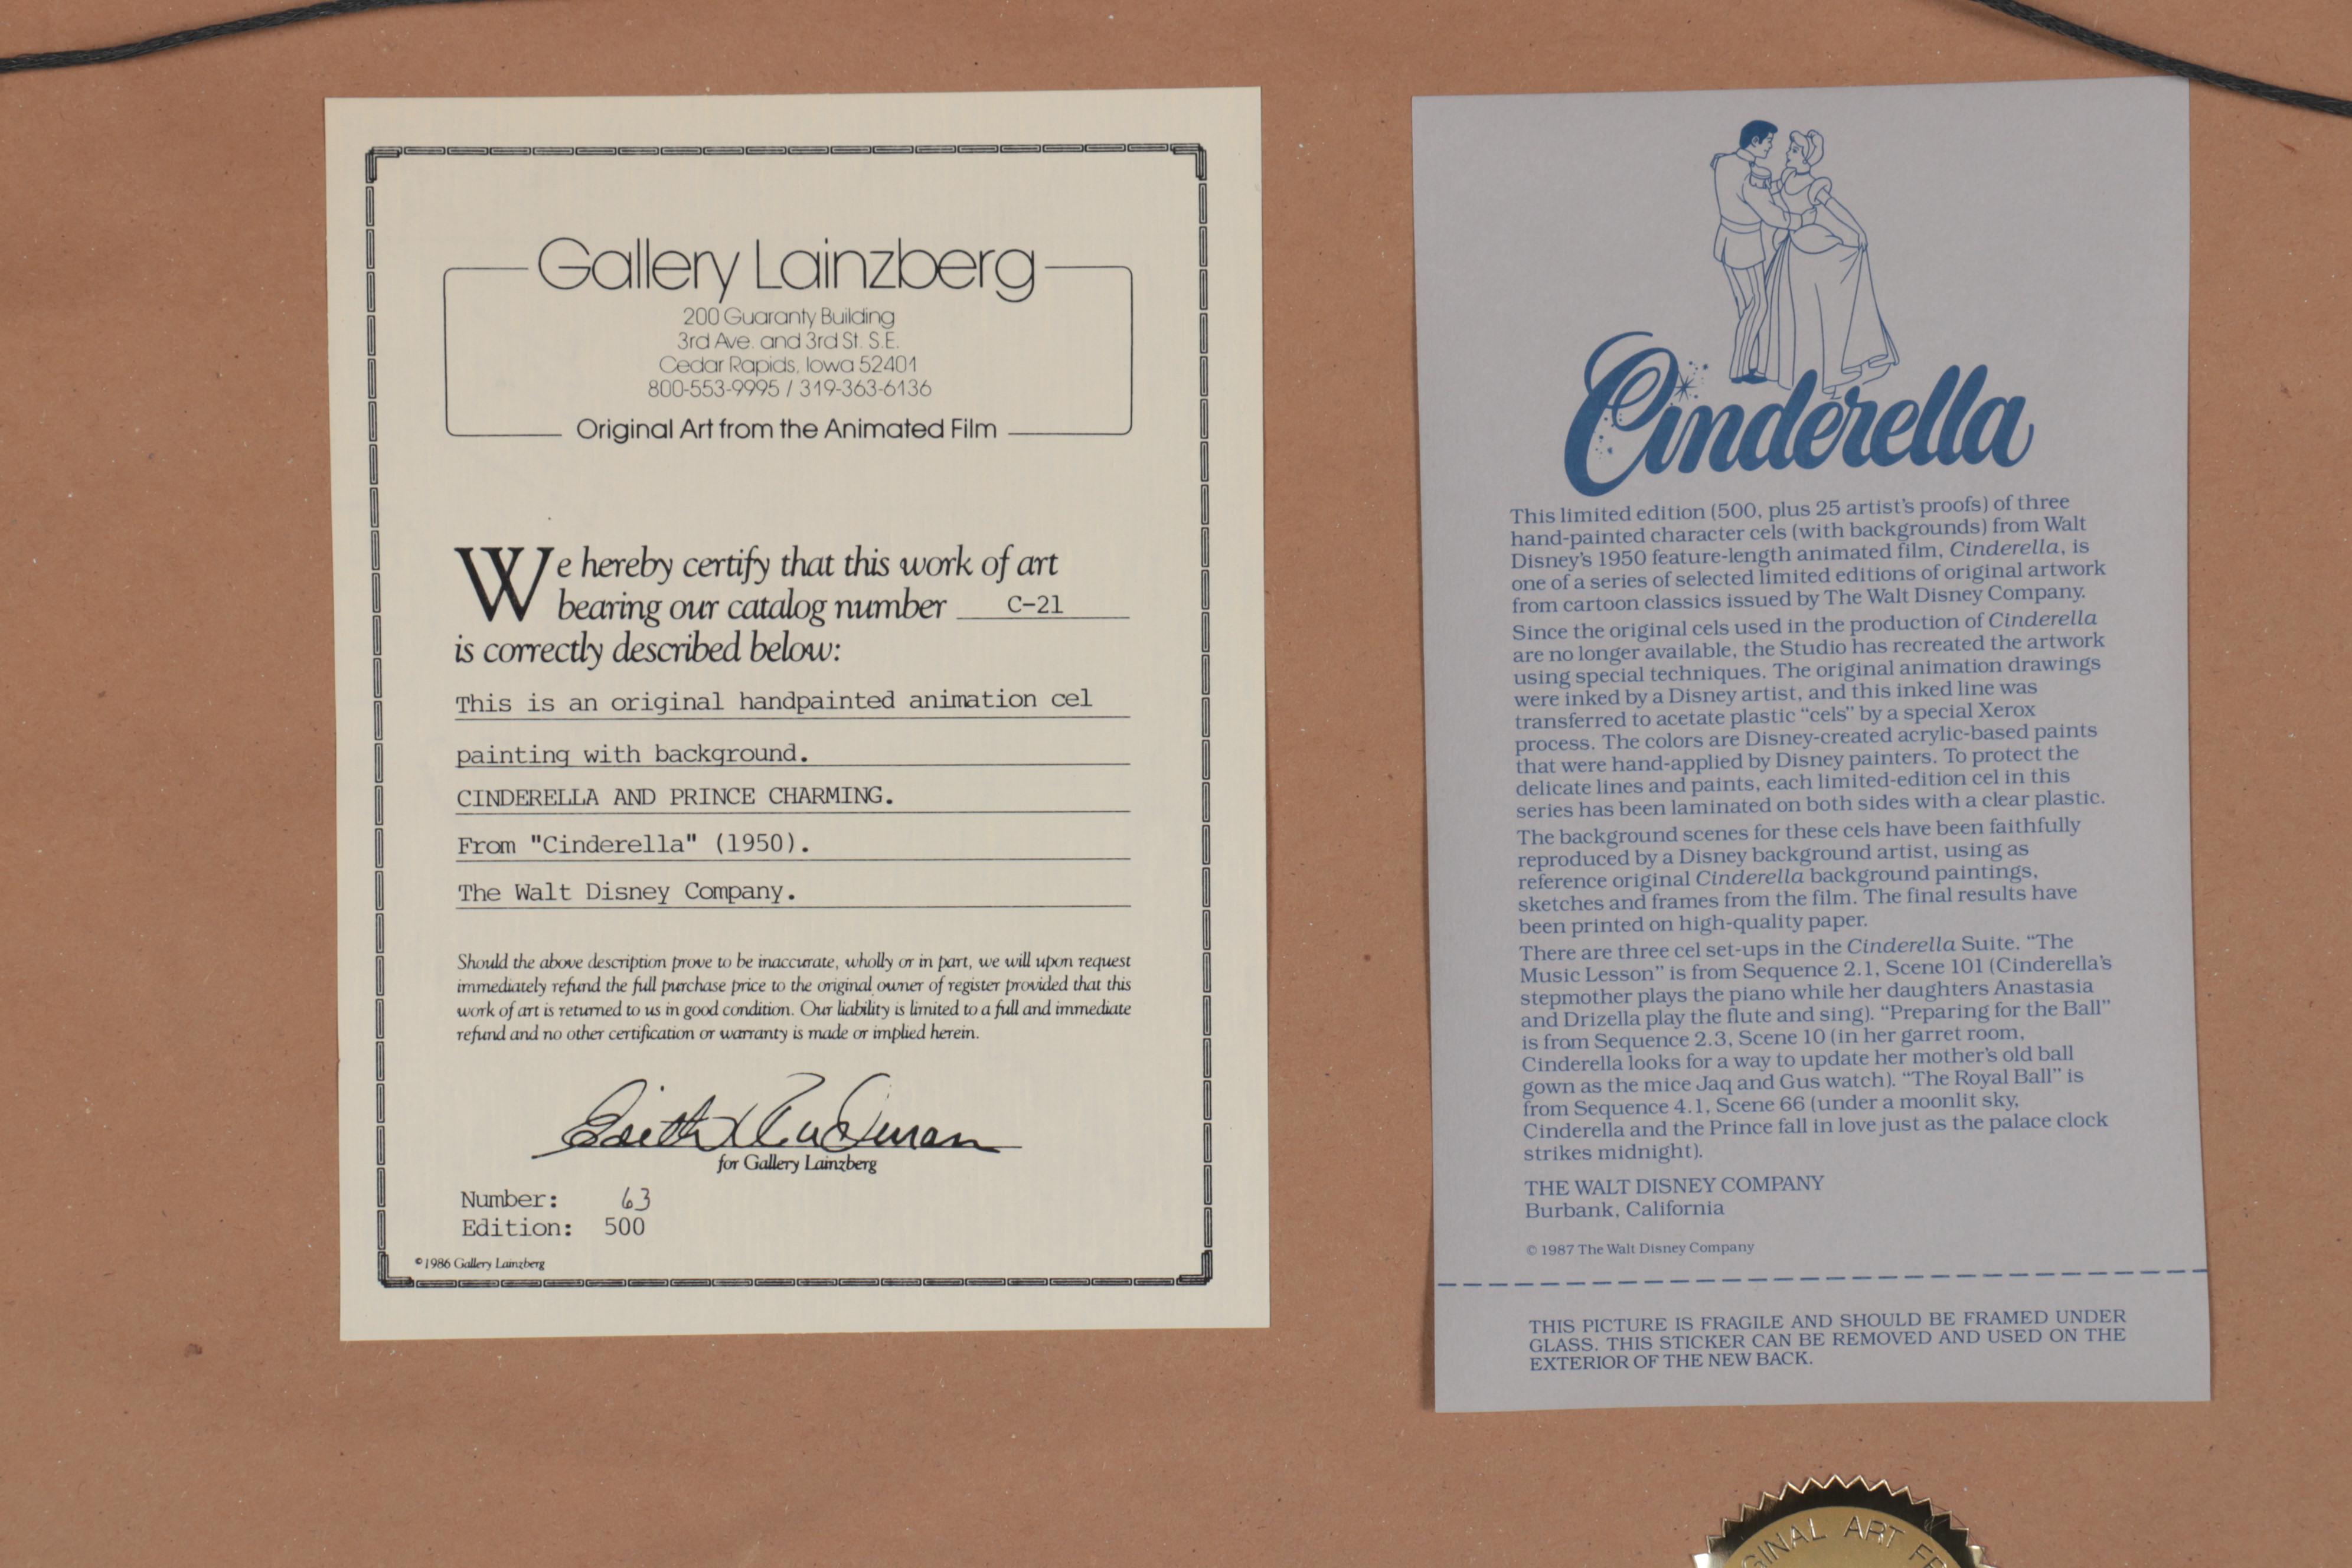 Gallery Lainzberg
200 Guaranty Building
3rd Ave. and 3rd St. S.E.
Cedar Rapids, Iowa 52401
800-553-9995 / 319-363-6136
Original Art from the Animated Film
We hereby certify that this work of art
bearing our catalog number C-21
is correctly described below:
This is an original handpainted animation cel
painting with background.
CINDERELLA AND PRINCE CHARMING.
From "Cinderella" (1950).
The Walt Disney Company.
Should the above description prove to be inaccurate, wholly or in part, we will upon request
immediately refund the full purchase price to the original owner of register provided that this
work of art is returned to us in good condition. Our liability is limited to a full and immediate
refund and no other certification or warranty is made or implied herein.
for Gallery Lainzberg
Number: 63
Edition: 500
©1986 Gallery Lainzberg
Cinderella
This limited edition (500, plus 25 artist's proofs) of three
hand-painted character cels (with backgrounds) from Walt
Disney's 1950 feature-length animated film, Cinderella, is
one of a series of selected limited editions of original artwork
from cartoon classics issued by The Walt Disney Company.
Since the original cels used in the production of Cinderella
are no longer available, the Studio has recreated the artwork
using special techniques. The original animation drawings
were inked by a Disney artist, and this inked line was
transferred to acetate plastic “cels” by a special Xerox
process. The colors are Disney-created acrylic-based paints
that were hand-applied by Disney painters. To protect the
delicate lines and paints, each limited-edition cel in this
series has been laminated on both sides with a clear plastic.
The background scenes for these cels have been faithfully
reproduced by a Disney background artist, using as
reference original Cinderella background paintings,
sketches and frames from the film. The final results have
been printed on high-quality paper.
There are three cel set-ups in the Cinderella Suite. “The
Music Lesson” is from Sequence 2.1, Scene 101 (Cinderella's
stepmother plays the piano while her daughters Anastasia
and Drizella play the flute and sing). “Preparing for the Ball”
is from Sequence 2.3, Scene 10 (in her garret room,
Cinderella looks for a way to update her mother's old ball
gown as the mice Jaq and Gus watch). “The Royal Ball” is
from Sequence 4.1, Scene 66 (under a moonlit sky,
Cinderella and the Prince fall in love just as the palace clock
strikes midnight).
THE WALT DISNEY COMPANY
Burbank, California
© 1987 The Walt Disney Company
THIS PICTURE IS FRAGILE AND SHOULD BE FRAMED UNDER
GLASS. THIS STICKER CAN BE REMOVED AND USED ON THE
EXTERIOR OF THE NEW BACK.
ART